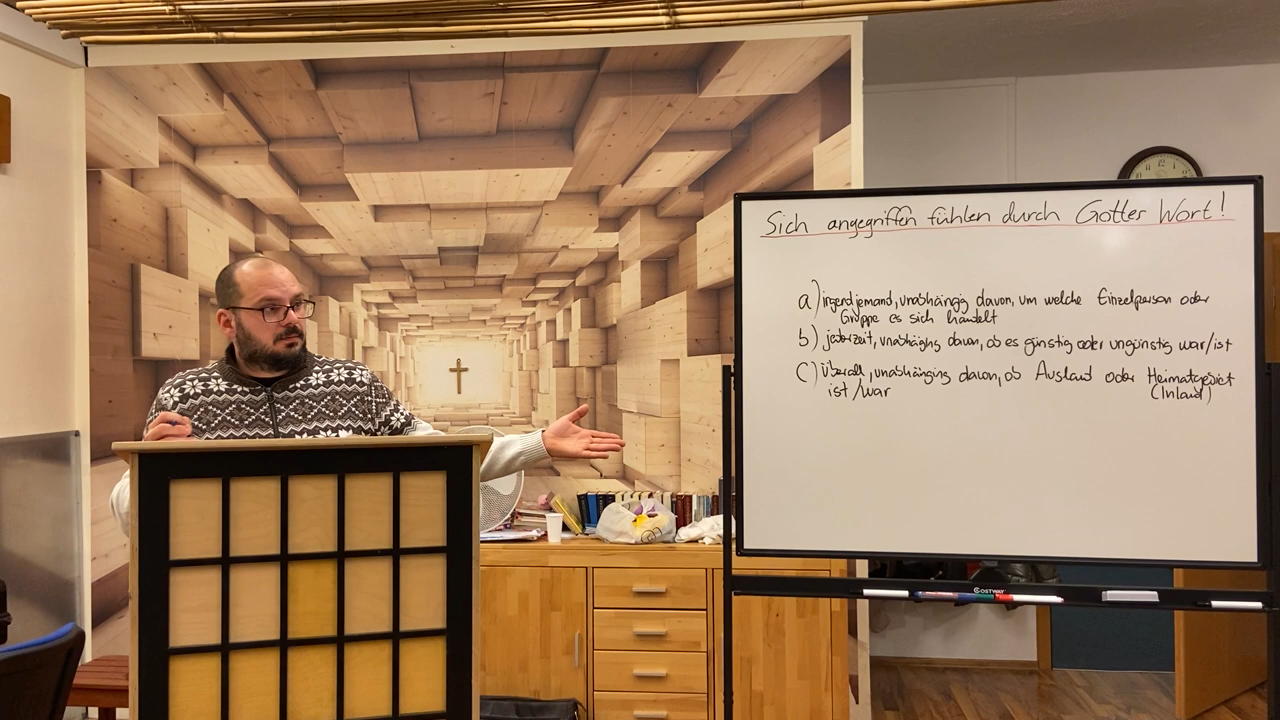 Sich angegriffen fühlen durch Gottes Wort!
a) irgendjemand, unabhängig davon, um welche Einzelperson oder
Gruppe es sich handelt
b) jederzeit, unabhängig davon, ob es günstig oder ungünstig war/ist
c) überall, unabhängig davon, ob Ausland oder Heimatgebiet
ist/war (Inland)
COSTWAY